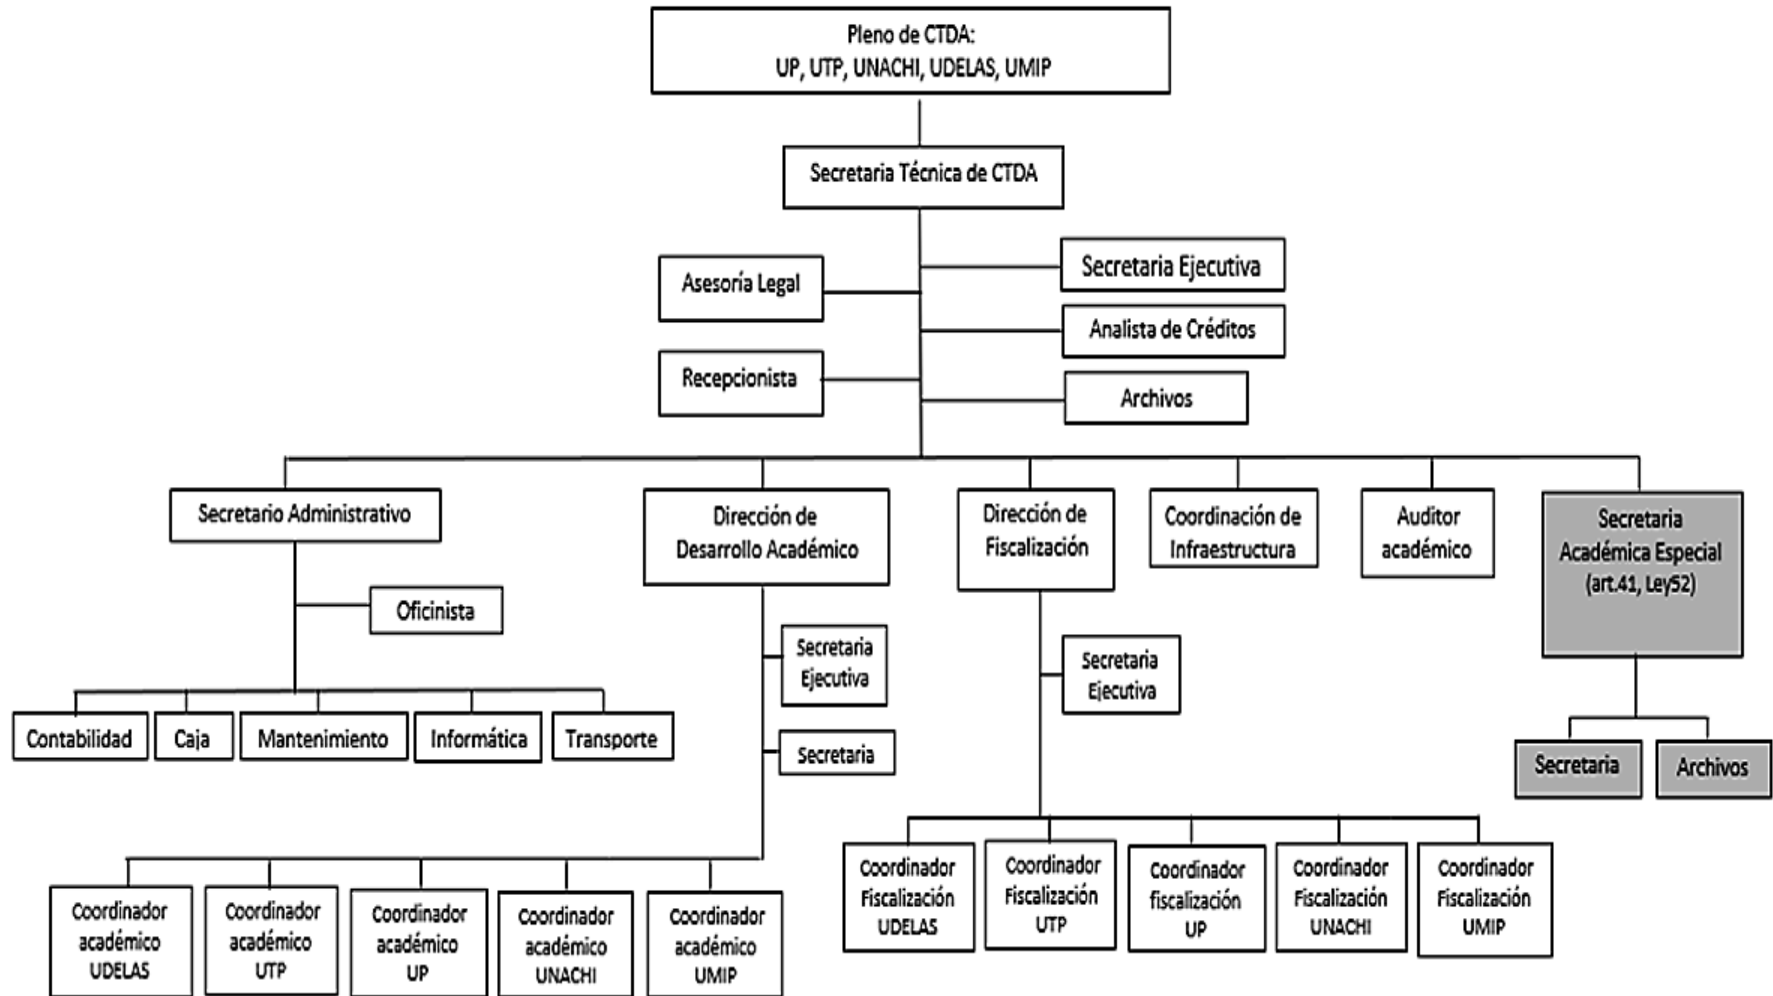 Pleno de CTDA:
UP, UTP, UNACHI, UDELAS, UMIP
Secretaria Técnica de CTDA
Asesoría Legal
Secretaria Ejecutiva
Analista de Créditos
Recepcionista
Archivos
Secretario Administrativo
Dirección de
Desarrollo Académico
Dirección de
Fiscalización
Coordinación de
Infraestructura
Auditor
académico
Secretaria
Académica Especial
(art.41, Ley52)
Oficinista
Secretaria
Ejecutiva
Secretaria
Secretaria
Ejecutiva
Contabilidad
Caja
Mantenimiento
Informática
Transporte
Secretaria
Archivos
Coordinador
académico
UDELAS
Coordinador
académico
UTP
Coordinador
académico
UP
Coordinador
académico
UNACHI
Coordinador
académico
UMIP
Coordinador
Fiscalización
UDELAS
Coordinador
Fiscalización
UTP
Coordinador
fiscalización
UP
Coordinador
Fiscalización
UNACHI
Coordinador
Fiscalización
UMIP